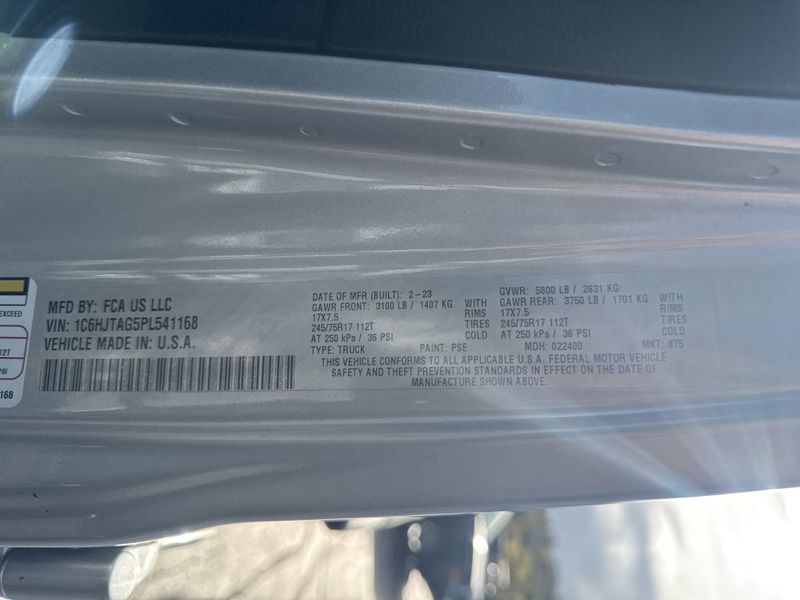 EXCEED
12T
PSI
1168
MFD BY: FCA US LLC
VIN: 1C6HJTAG5PL541168
VEHICLE MADE IN: U.S.A.
DATE OF MFR (BUILT): 2-23
GAWR FRONT: 3100 LB / 1407 KG WITH
17X7.5 RIMS
245/75R17 112T TIRES
AT 250 kPa / 36 PSI COLD
TYPE: TRUCK PAINT: PSE
GVWR: 5800 LB / 2631 KG
GAWR REAR: 3750 LB / 1701 KG WITH
17X7.5 RIMS
245/75R17 112T TIRES
AT 250 kPa / 36 PSI COLD
MDH: 022400 MKT: 875
THIS VEHICLE CONFORMS TO ALL APPLICABLE U.S.A. FEDERAL MOTOR VEHICLE
SAFETY AND THEFT PREVENTION STANDARDS IN EFFECT ON THE DATE OF
MANUFACTURE SHOWN ABOVE.